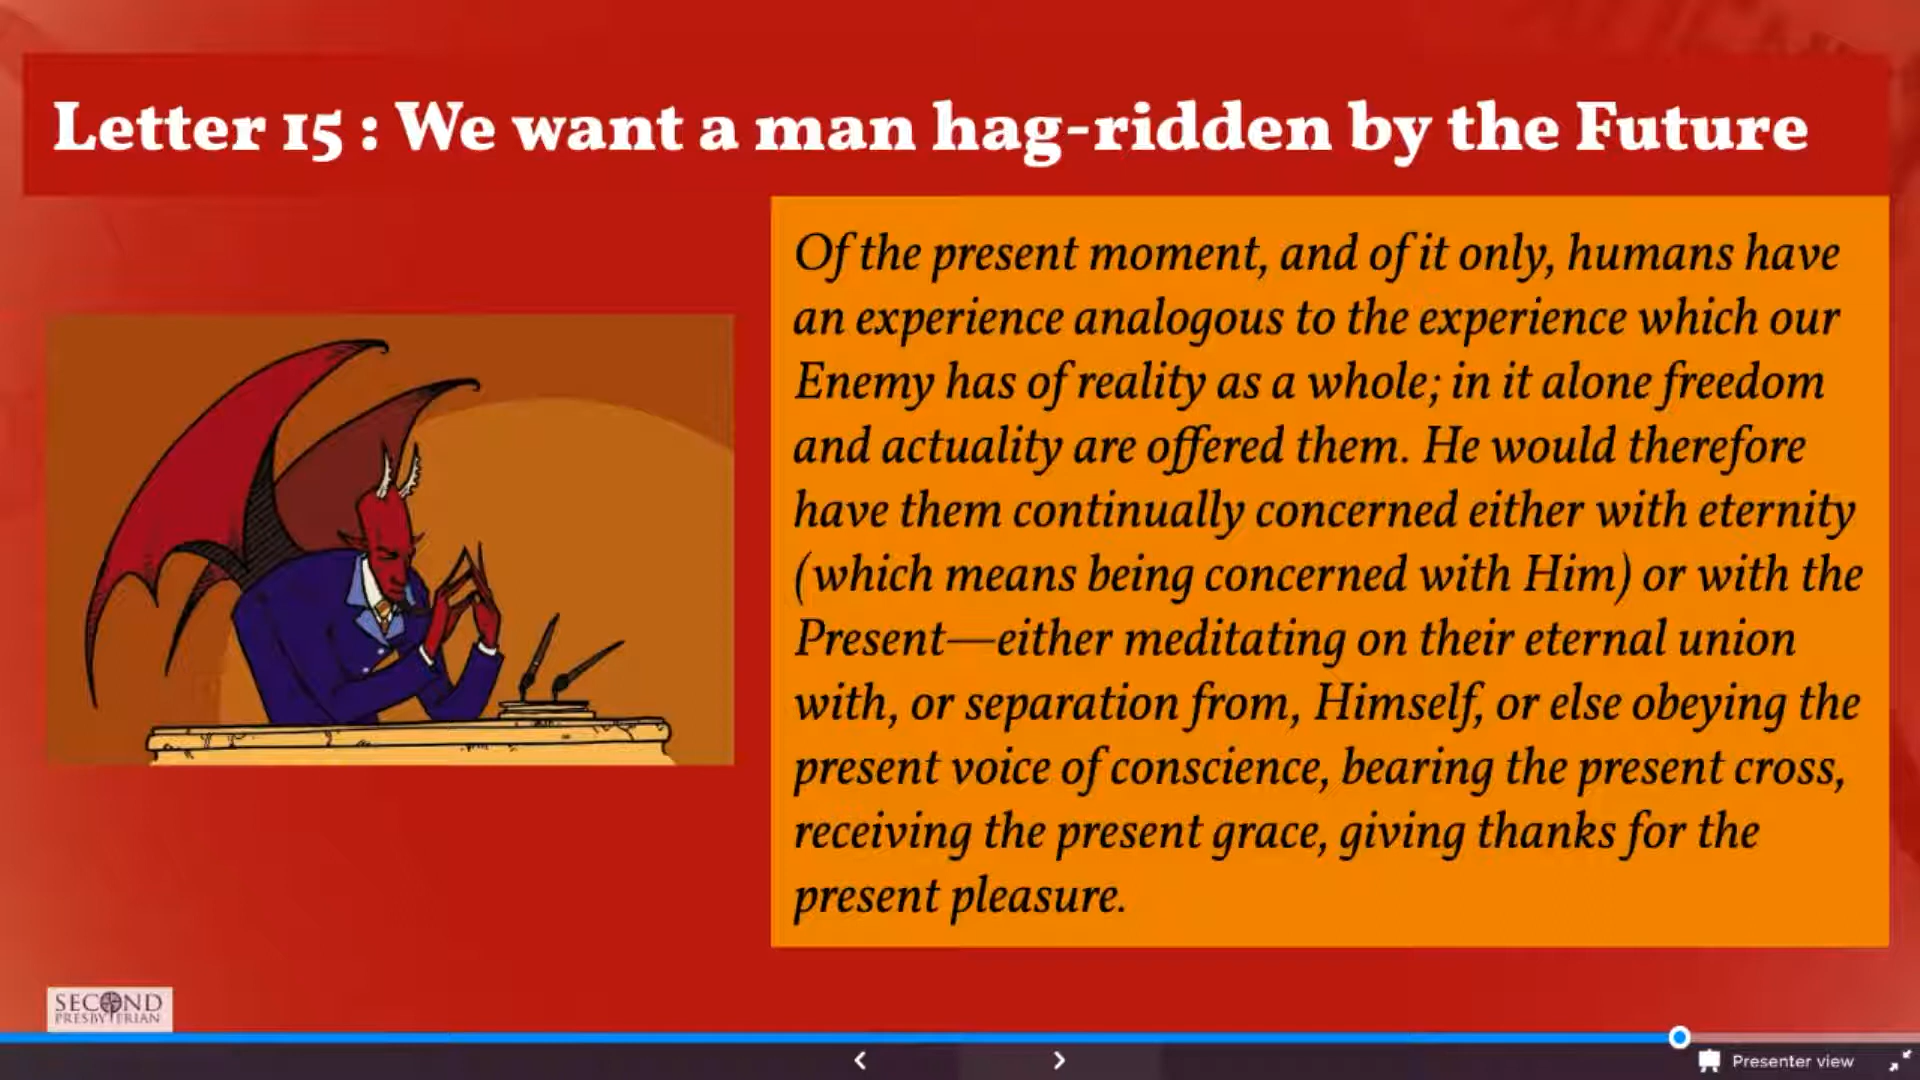 Letter 15 : We want a man hag-ridden by the Future
Of the present moment, and of it only, humans have
an experience analogous to the experience which our
Enemy has of reality as a whole; in it alone freedom
and actuality are offered them. He would therefore
have them continually concerned either with eternity
(which means being concerned with Him) or with the
Present—either meditating on their eternal union
with, or separation from, Himself, or else obeying the
present voice of conscience, bearing the present cross,
receiving the present grace, giving thanks for the
present pleasure.
SECOND
PRESBYTERIAN
Presenter view